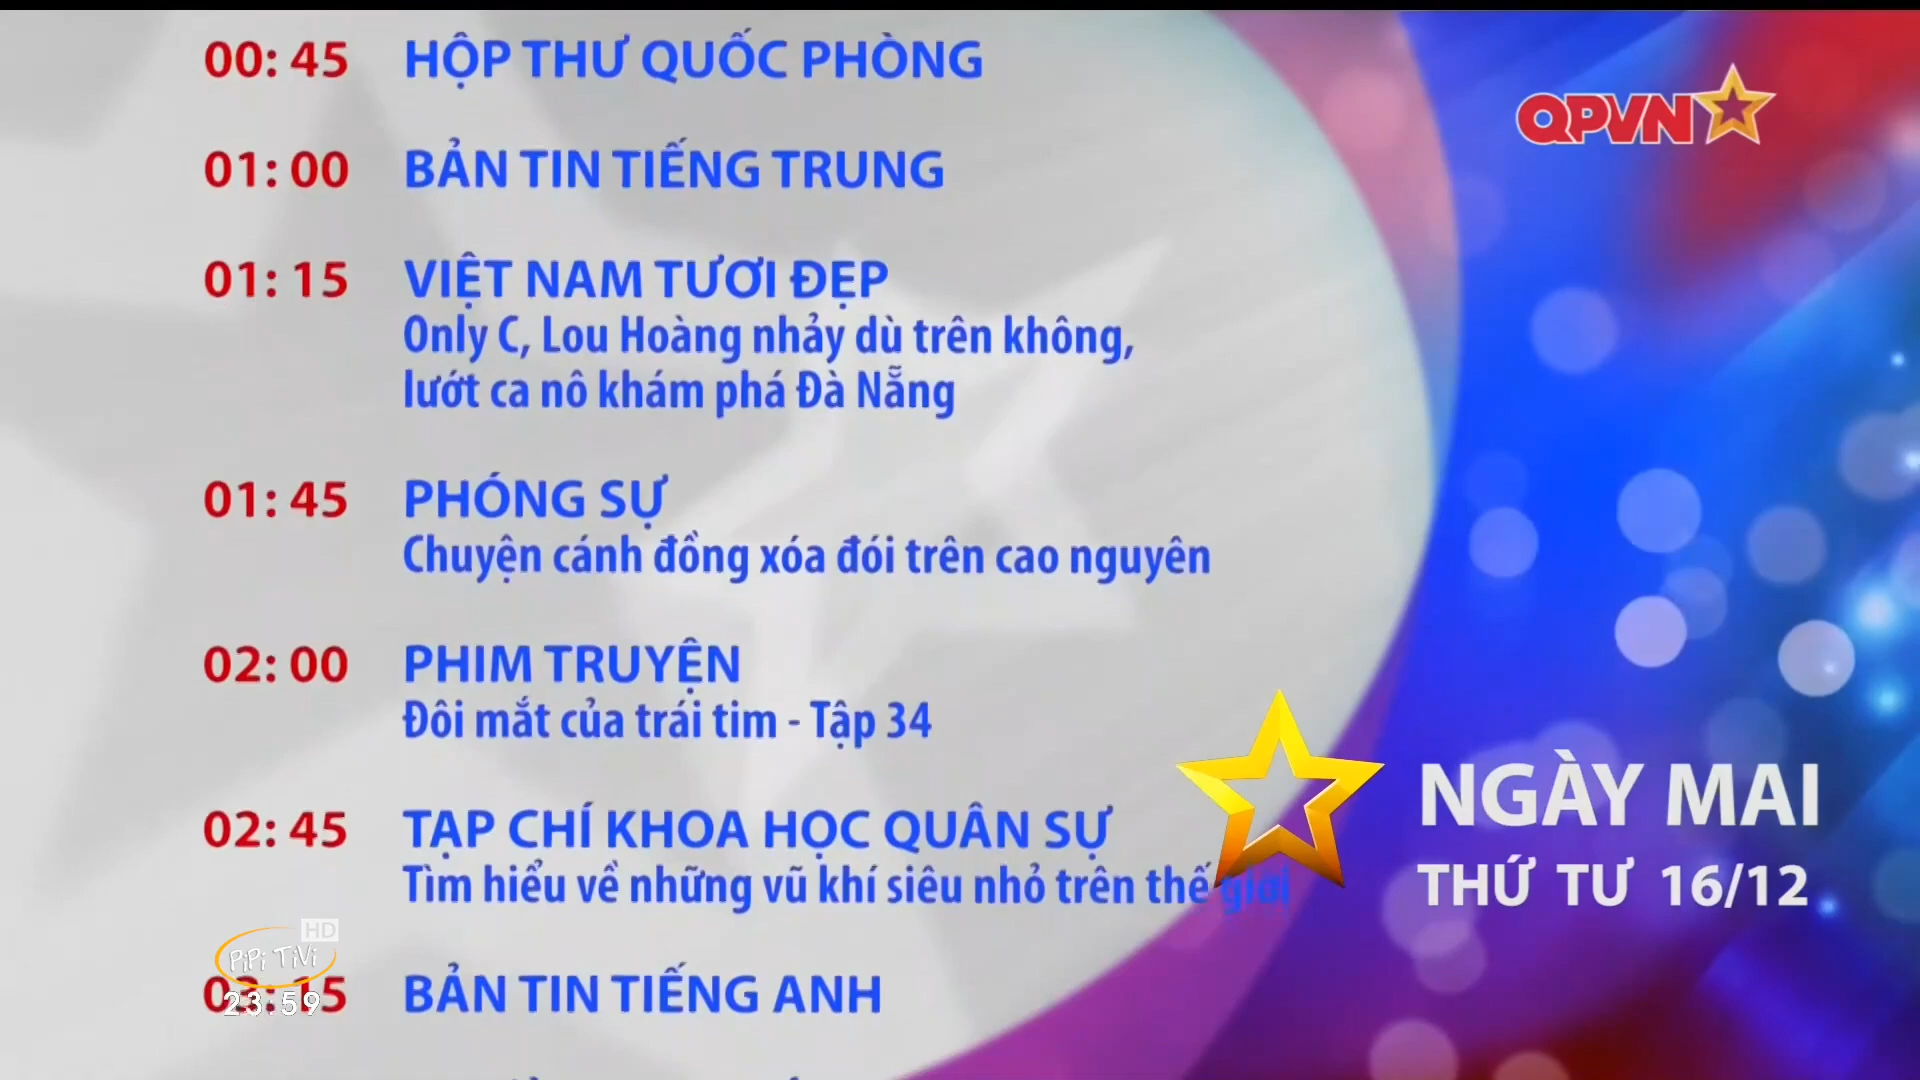 00: 45 HỘP THƯ QUỐC PHÒNG
QPVN
01: 00 BẢN TIN TIẾNG TRUNG
01: 15 VIỆT NAM TƯƠI ĐẸP
Only C, Lou Hoàng nhảy dù trên không,
lướt ca nô khám phá Đà Nẵng
01: 45 PHÓNG SỰ
Chuyện cánh đồng xóa đói trên cao nguyên
02: 00 PHIM TRUYỆN
Đôi mắt của trái tim - Tập 34
02: 45 TẠP CHÍ KHOA HỌC QUÂN SỰ
Tìm hiểu về những vũ khí siêu nhỏ trên thế giới
NGÀY MAI
THỨ TƯ 16/12
HD
PiPi TiVi
23:59
03: 15 BẢN TIN TIẾNG ANH